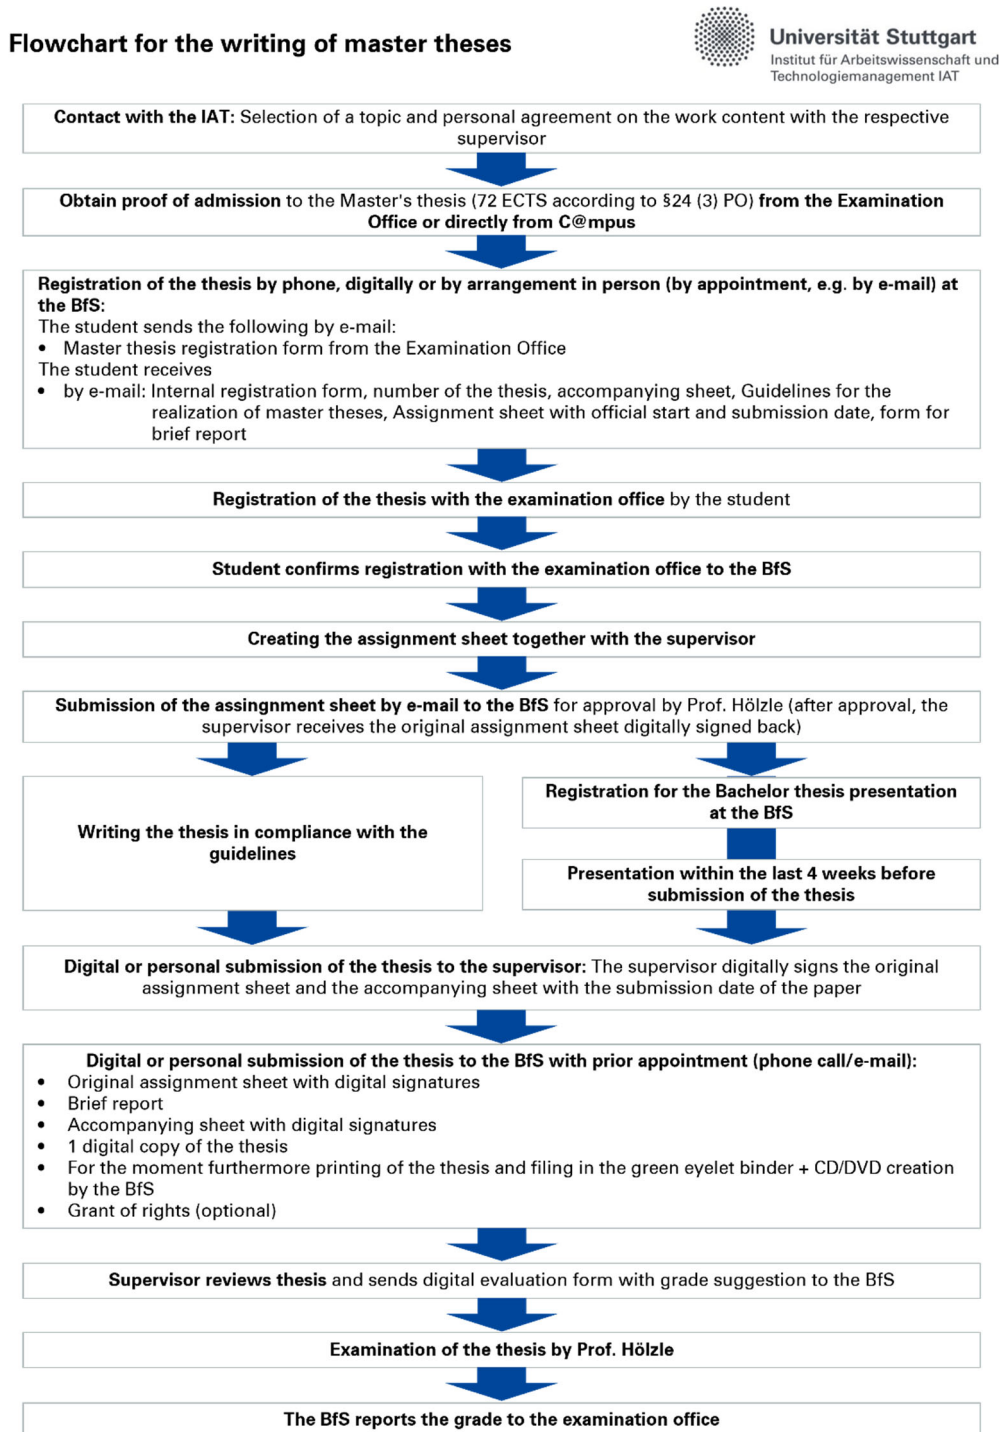 Flowchart for the writing of master theses
Universität Stuttgart
Institut für Arbeitswissenschaft und
Technologiemanagement IAT
Contact with the IAT: Selection of a topic and personal agreement on the work content with the respective
supervisor
Obtain proof of admission to the Master's thesis (72 ECTS according to §24 (3) PO) from the Examination
Office or directly from C@mpus
Registration of the thesis by phone, digitally or by arrangement in person (by appointment, e.g. by e-mail) at
the BfS:
The student sends the following by e-mail:
• Master thesis registration form from the Examination Office
The student receives
• by e-mail: Internal registration form, number of the thesis, accompanying sheet, Guidelines for the
realization of master theses, Assignment sheet with official start and submission date, form for
brief report
Registration of the thesis with the examination office by the student
Student confirms registration with the examination office to the BfS
Creating the assignment sheet together with the supervisor
Submission of the assingnment sheet by e-mail to the BfS for approval by Prof. Hölzle (after approval, the
supervisor receives the original assignment sheet digitally signed back)
Writing the thesis in compliance with the
guidelines
Registration for the Bachelor thesis presentation
at the BfS
Presentation within the last 4 weeks before
submission of the thesis
Digital or personal submission of the thesis to the supervisor: The supervisor digitally signs the original
assignment sheet and the accompanying sheet with the submission date of the paper
Digital or personal submission of the thesis to the BfS with prior appointment (phone call/e-mail):
• Original assignment sheet with digital signatures
• Brief report
• Accompanying sheet with digital signatures
• 1 digital copy of the thesis
• For the moment furthermore printing of the thesis and filing in the green eyelet binder + CD/DVD creation
by the BfS
• Grant of rights (optional)
Supervisor reviews thesis and sends digital evaluation form with grade suggestion to the BfS
Examination of the thesis by Prof. Hölzle
The BfS reports the grade to the examination office